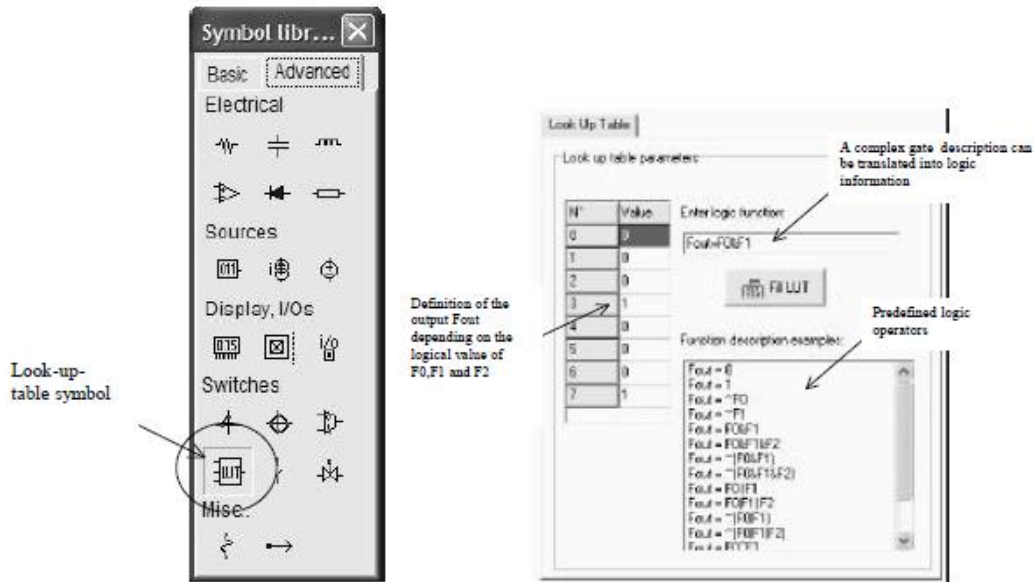 Symbol libr...
Basic
Advanced
Electrical
Sources
011
i
Display, I/Os
0.15
i/o
Switches
LUT
Misc.
Look-up-
table symbol
Look Up Table
Look up table parameters
N°
Value
0
0
1
0
2
0
3
1
4
0
5
0
6
0
7
1
Enter logic function:
Fout=F0&F1
Fill LUT
Function description examples:
Fout = 0
Fout = 1
Fout = ~F0
Fout = ~F1
Fout = F0&F1
Fout = F0&F1&F2
Fout = ~(F0&F1)
Fout = ~(F0&F1&F2)
Fout = F0|F1
Fout = F0|F1|F2
Fout = ~(F0|F1)
Fout = ~(F0|F1|F2)
Definition of the
output Fout
depending on the
logical value of
F0,F1 and F2
A complex gate description can
be translated into logic
information
Predefined logic
operators